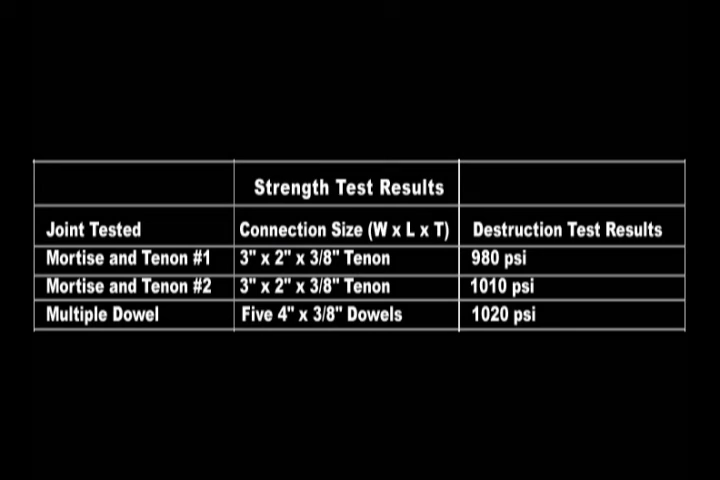 Strength Test Results
Joint Tested Connection Size (W x L x T) Destruction Test Results
Mortise and Tenon #1 3" x 2" x 3/8" Tenon 980 psi
Mortise and Tenon #2 3" x 2" x 3/8" Tenon 1010 psi
Multiple Dowel Five 4" x 3/8" Dowels 1020 psi